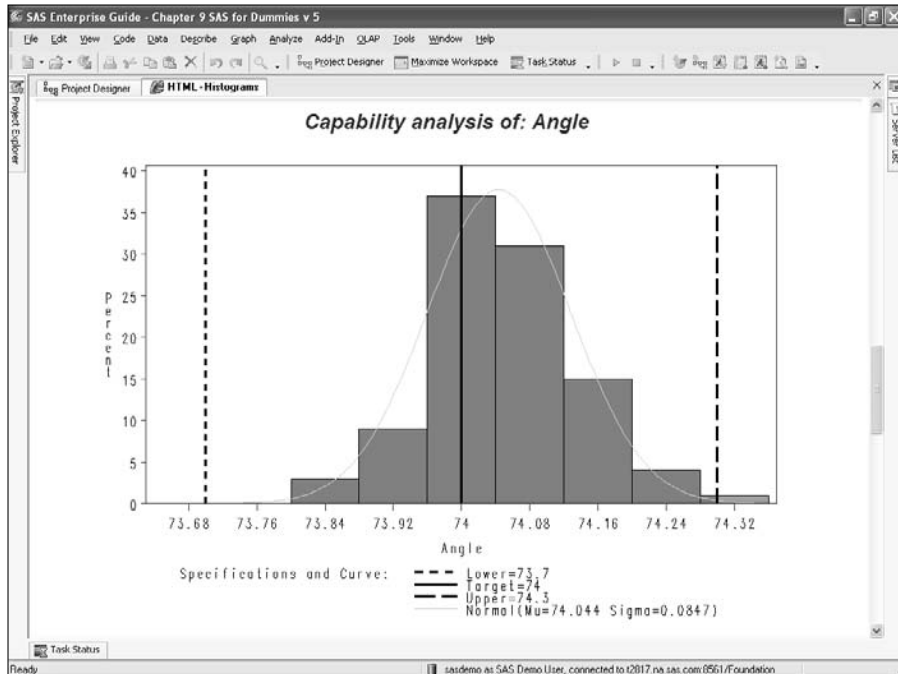 SAS Enterprise Guide - Chapter 9 SAS for Dummies v 5
File Edit View Code Data Describe Graph Analyze Add-In OLAP Tools Window Help
Project Designer Maximize Workspace Task Status
Project Designer HTML - Histograms
Project Explorer
Server List
Capability analysis of: Angle
40
35
30
25
20
15
10
5
0
Percent
73.68 73.76 73.84 73.92 74 74.08 74.16 74.24 74.32
Angle
Specifications and Curve:
Lower=73.7
Target=74
Upper=74.3
Normal(Mu=74.044 Sigma=0.0847)
Task Status
Ready
sasdemo as SAS Demo User, connected to t2817.na.sas.com:8561/Foundation